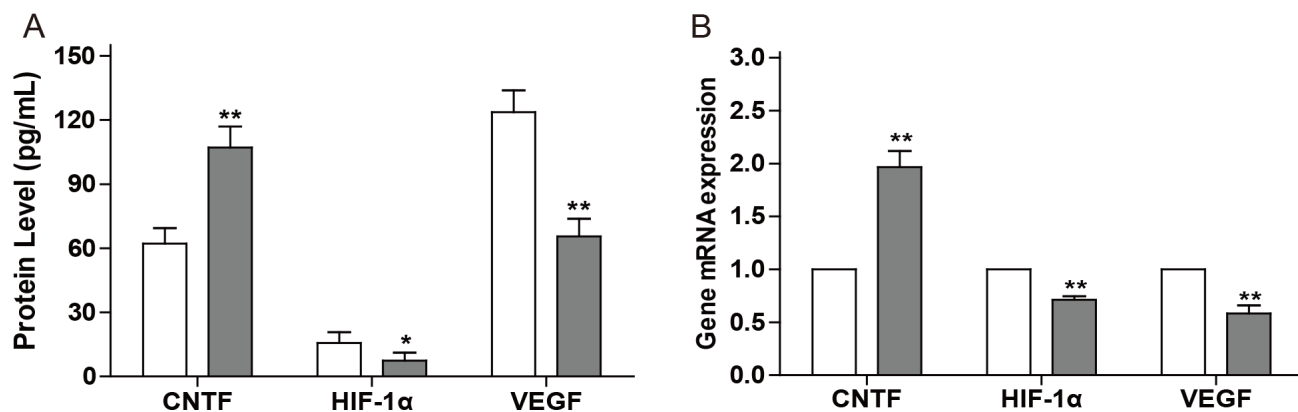 A
Protein Level (pg/mL)
150
120
90
60
30
0
**
*
**
CNTF
HIF-1α
VEGF
B
Gene mRNA expression
3.0
2.5
2.0
1.5
1.0
0.5
0.0
**
**
**
CNTF
HIF-1α
VEGF